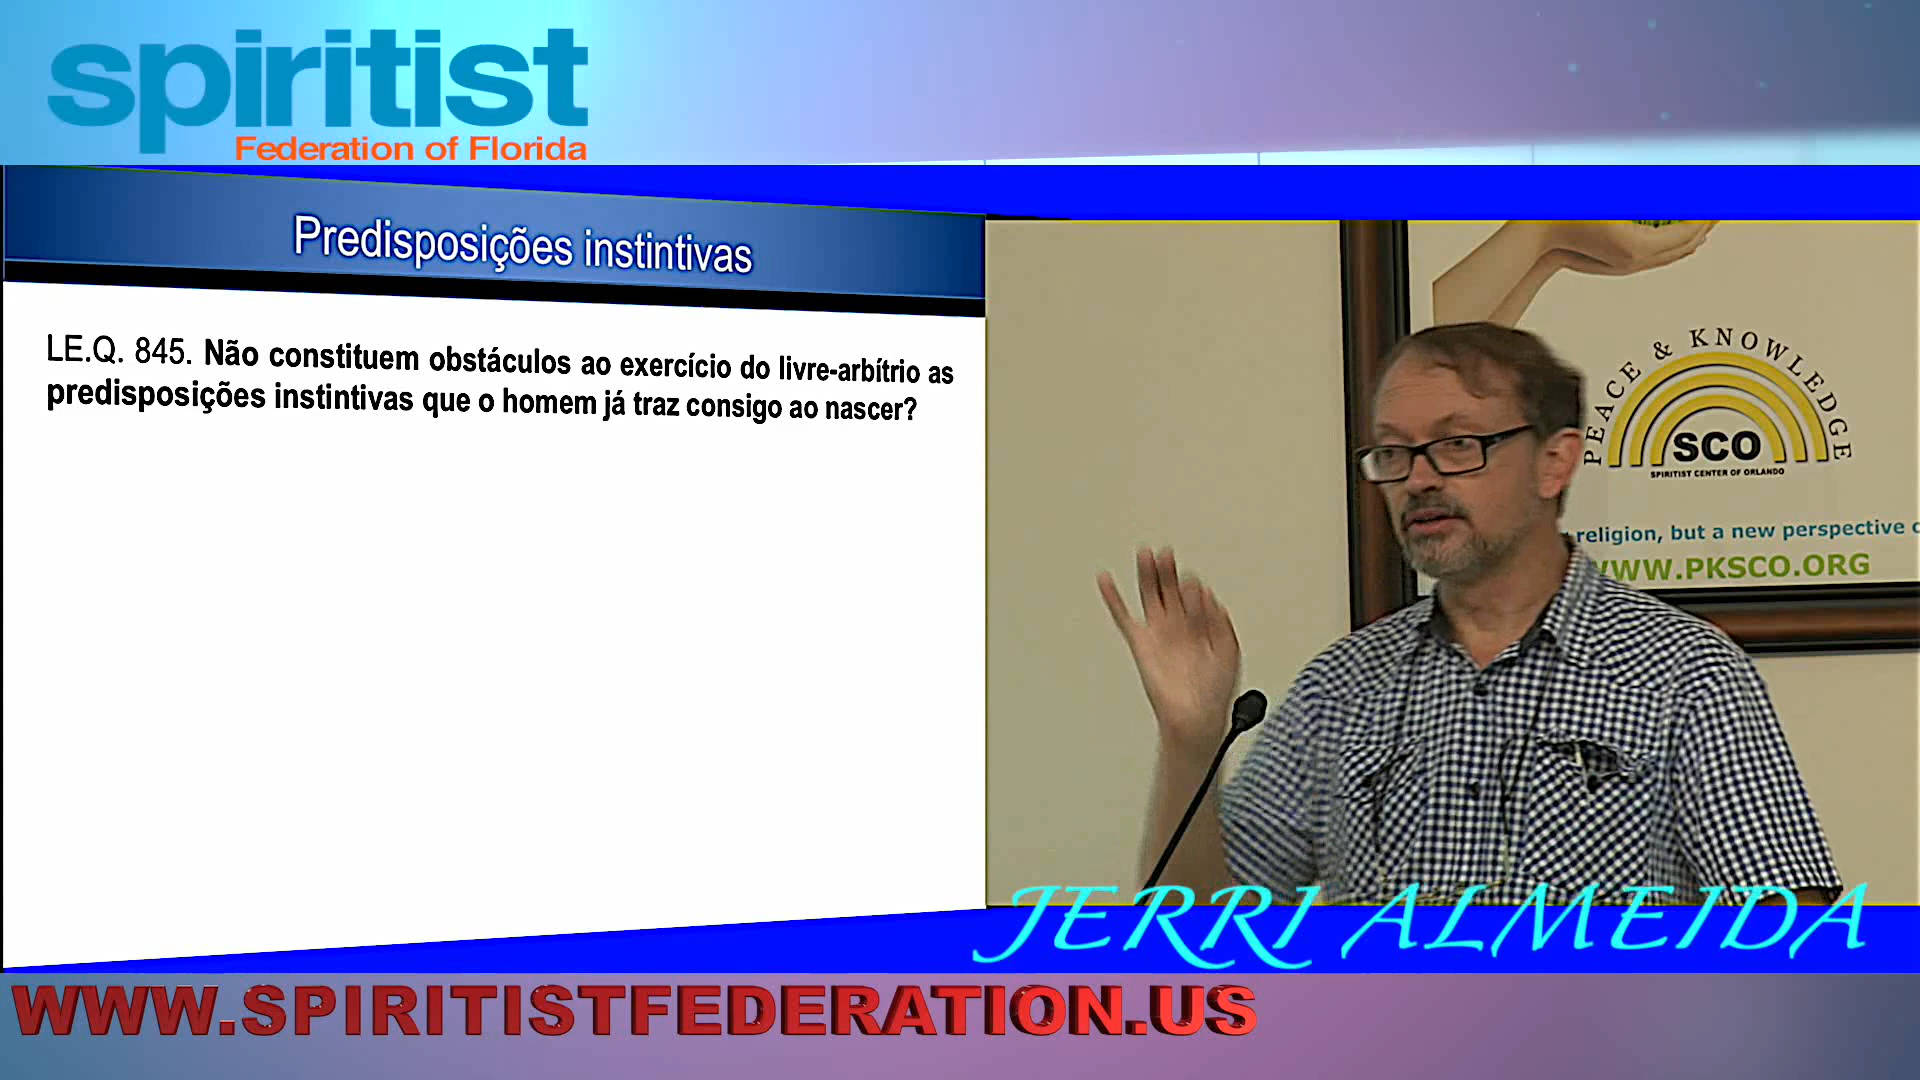 spiritist
Federation of Florida
Predisposições instintivas
LE.Q. 845. Não constituem obstáculos ao exercício do livre-arbítrio as
predisposições instintivas que o homem já traz consigo ao nascer?
PEACE & KNOWLEDGE
SCO
SPIRITIST CENTER OF ORLANDO
religion, but a new perspective
WWW.PKSCO.ORG
JERRI ALMEIDA
WWW.SPIRITISTFEDERATION.US